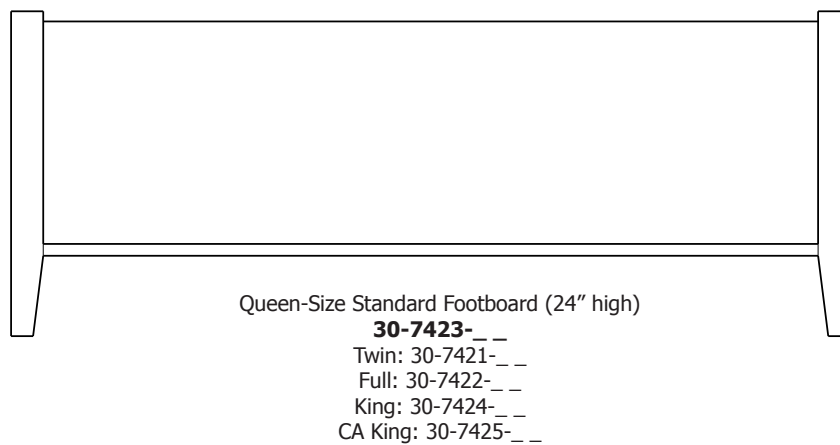 Queen-Size Standard Footboard (24” high)
30-7423-_ _
Twin: 30-7421-_ _
Full: 30-7422-_ _
King: 30-7424-_ _
CA King: 30-7425-_ _